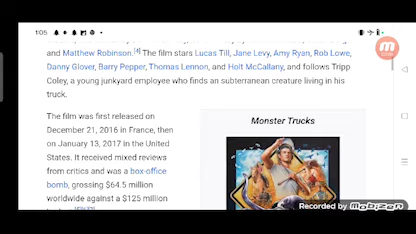 1:05
and Matthew Robinson.[4] The film stars Lucas Till, Jane Levy, Amy Ryan, Rob Lowe,
Danny Glover, Barry Pepper, Thomas Lennon, and Holt McCallany, and follows Tripp
Coley, a young junkyard employee who finds an subterranean creature living in his
truck.
The film was first released on
December 21, 2016 in France, then
on January 13, 2017 in the
United States. It received mixed reviews
from critics and was a box-office
bomb, grossing $64.5 million
worldwide against a $125 million
Monster Trucks
Recorded by Mobizen